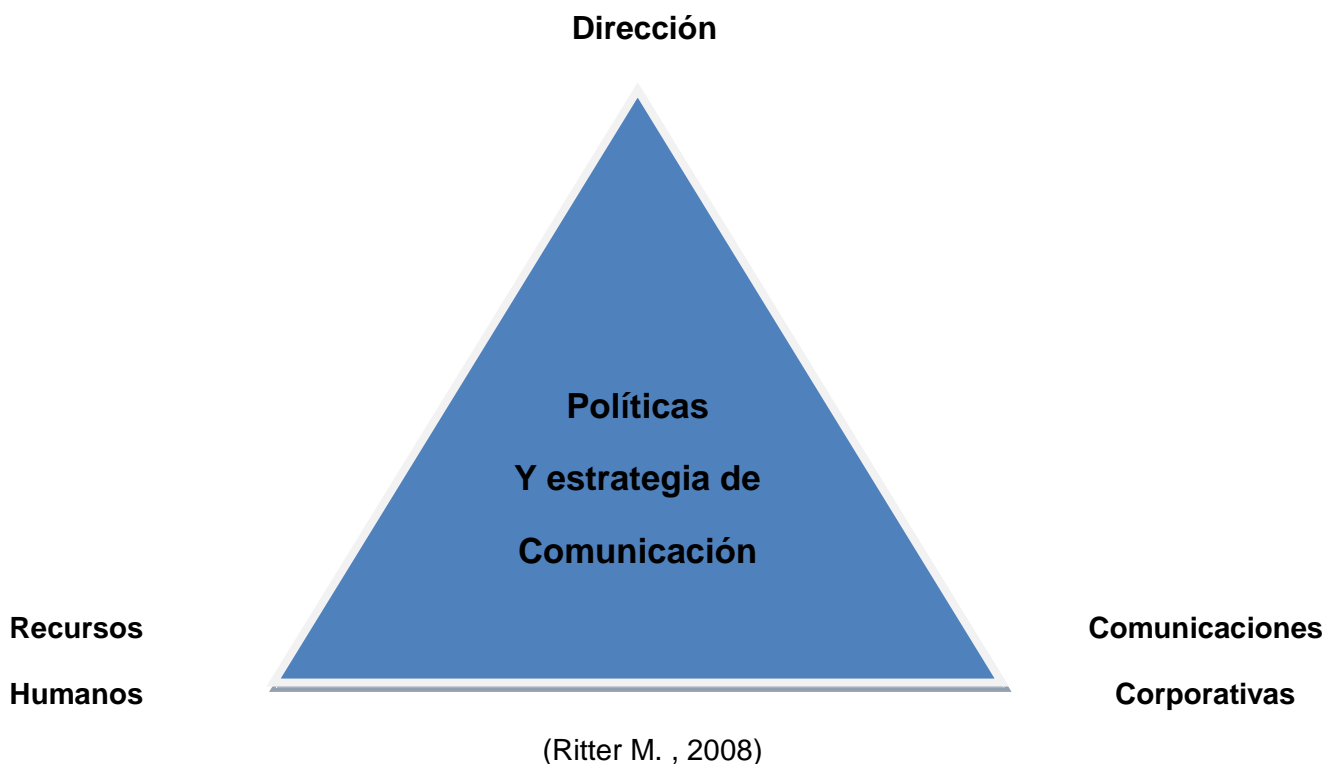 Dirección
Políticas
Y estrategia de
Comunicación
Recursos
Humanos
Comunicaciones
Corporativas
(Ritter M. , 2008)